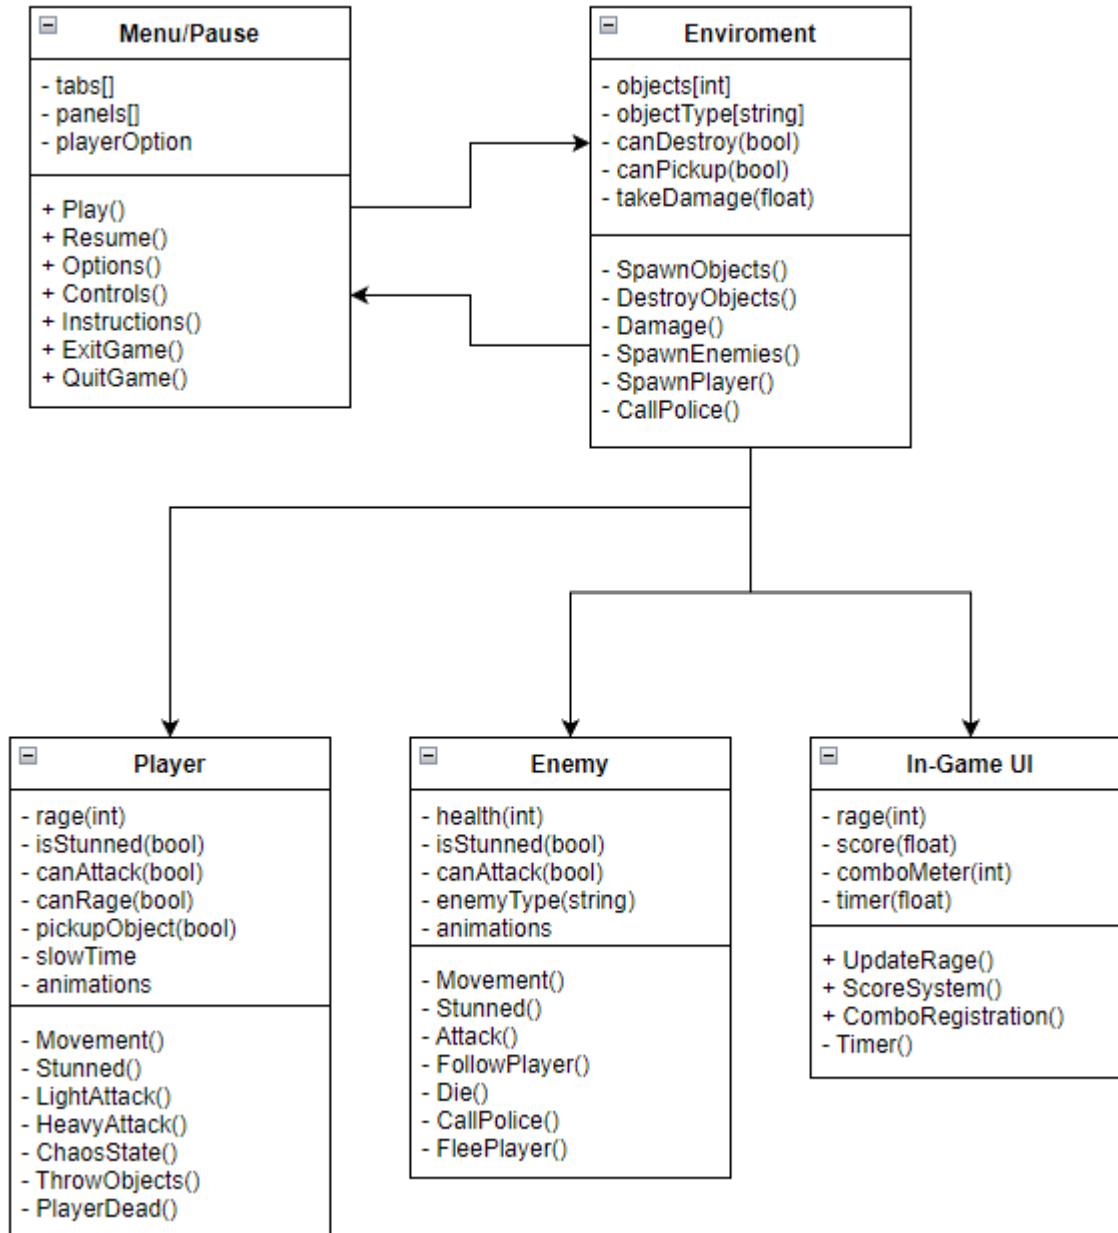 Menu/Pause
- tabs[]
- panels[]
- playerOption
+ Play()
+ Resume()
+ Options()
+ Controls()
+ Instructions()
+ ExitGame()
+ QuitGame()
Enviroment
- objects[int]
- objectType[string]
- canDestroy(bool)
- canPickup(bool)
- takeDamage(float)
- SpawnObjects()
- DestroyObjects()
- Damage()
- SpawnEnemies()
- SpawnPlayer()
- CallPolice()
Player
- rage(int)
- isStunned(bool)
- canAttack(bool)
- canRage(bool)
- pickupObject(bool)
- slowTime
- animations
- Movement()
- Stunned()
- LightAttack()
- HeavyAttack()
- ChaosState()
- ThrowObjects()
- PlayerDead()
Enemy
- health(int)
- isStunned(bool)
- canAttack(bool)
- enemyType(string)
- animations
- Movement()
- Stunned()
- Attack()
- FollowPlayer()
- Die()
- CallPolice()
- FleePlayer()
In-Game UI
- rage(int)
- score(float)
- comboMeter(int)
- timer(float)
+ UpdateRage()
+ ScoreSystem()
+ ComboRegistration()
- Timer()